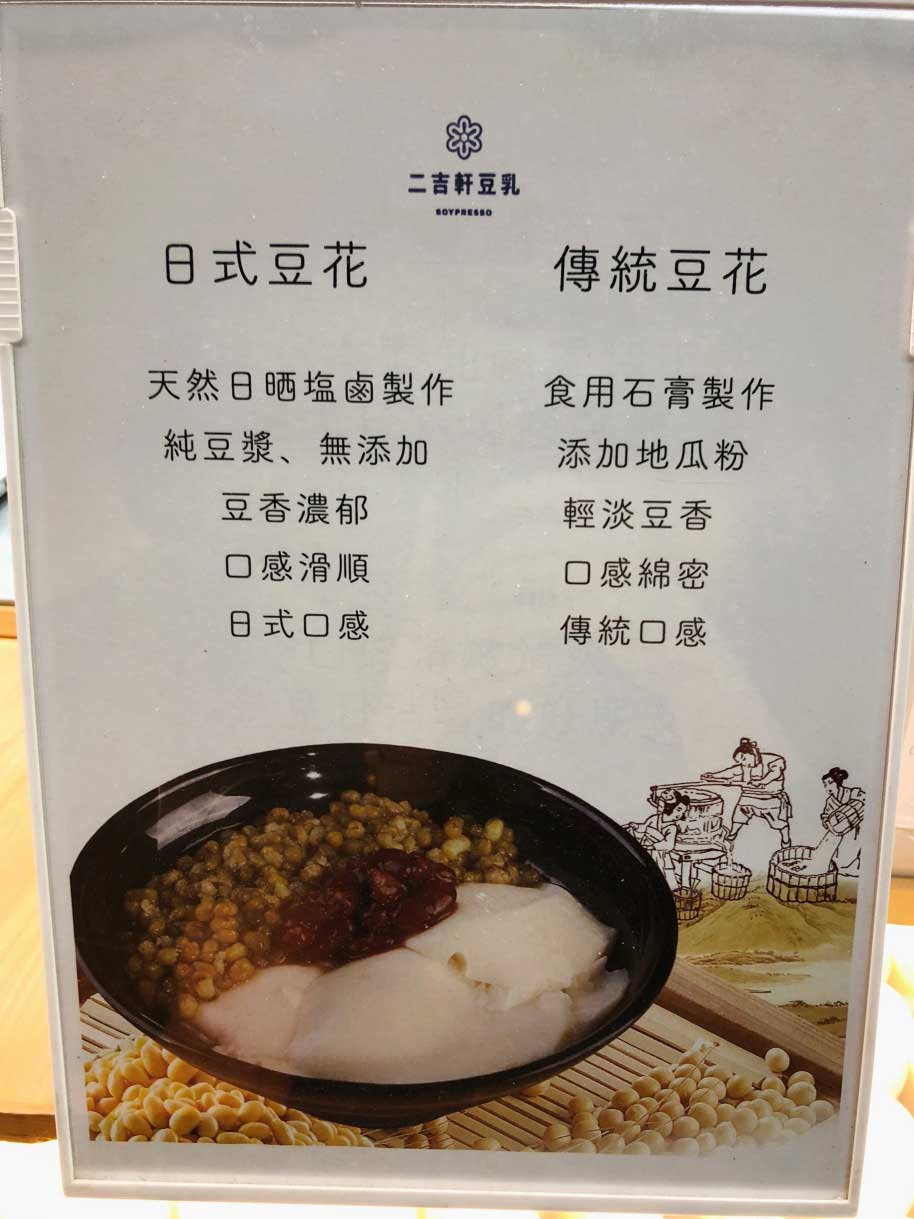 二吉軒豆乳
SOYPRESSO
日式豆花
天然日晒塩鹵製作
純豆漿、無添加
豆香濃郁
口感滑順
日式口感
傳統豆花
食用石膏製作
添加地瓜粉
輕淡豆香
口感綿密
傳統口感